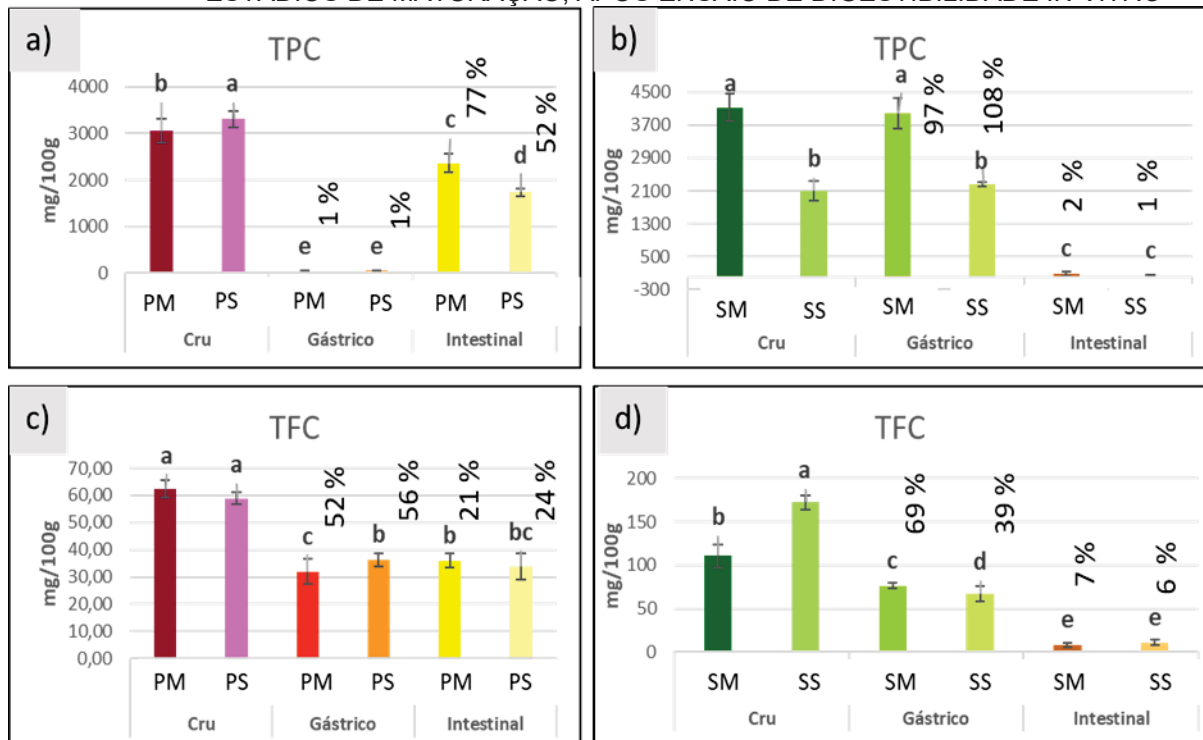 a)
TPC
4000
3000
2000
1000
0
mg/100g
b a e e c d
1 % 1% 77 % 52 %
PM PS PM PS PM PS
Cru Gástrico Intestinal
b)
TPC
4500
3700
2900
2100
1300
500
-300
mg/100g
a b a b c c
97 % 108 % 2 % 1 %
SM SS SM SS SM SS
Cru Gástrico Intestinal
c)
TFC
70,00
60,00
50,00
40,00
30,00
20,00
10,00
0,00
mg/100g
a a c b b bc
52 % 56 % 21 % 24 %
PM PS PM PS PM PS
Cru Gástrico Intestinal
d)
TFC
200
150
100
50
0
mg/100g
b a c d e e
69 % 39 % 7 % 6 %
SM SS SM SS SM SS
Cru Gástrico Intestinal